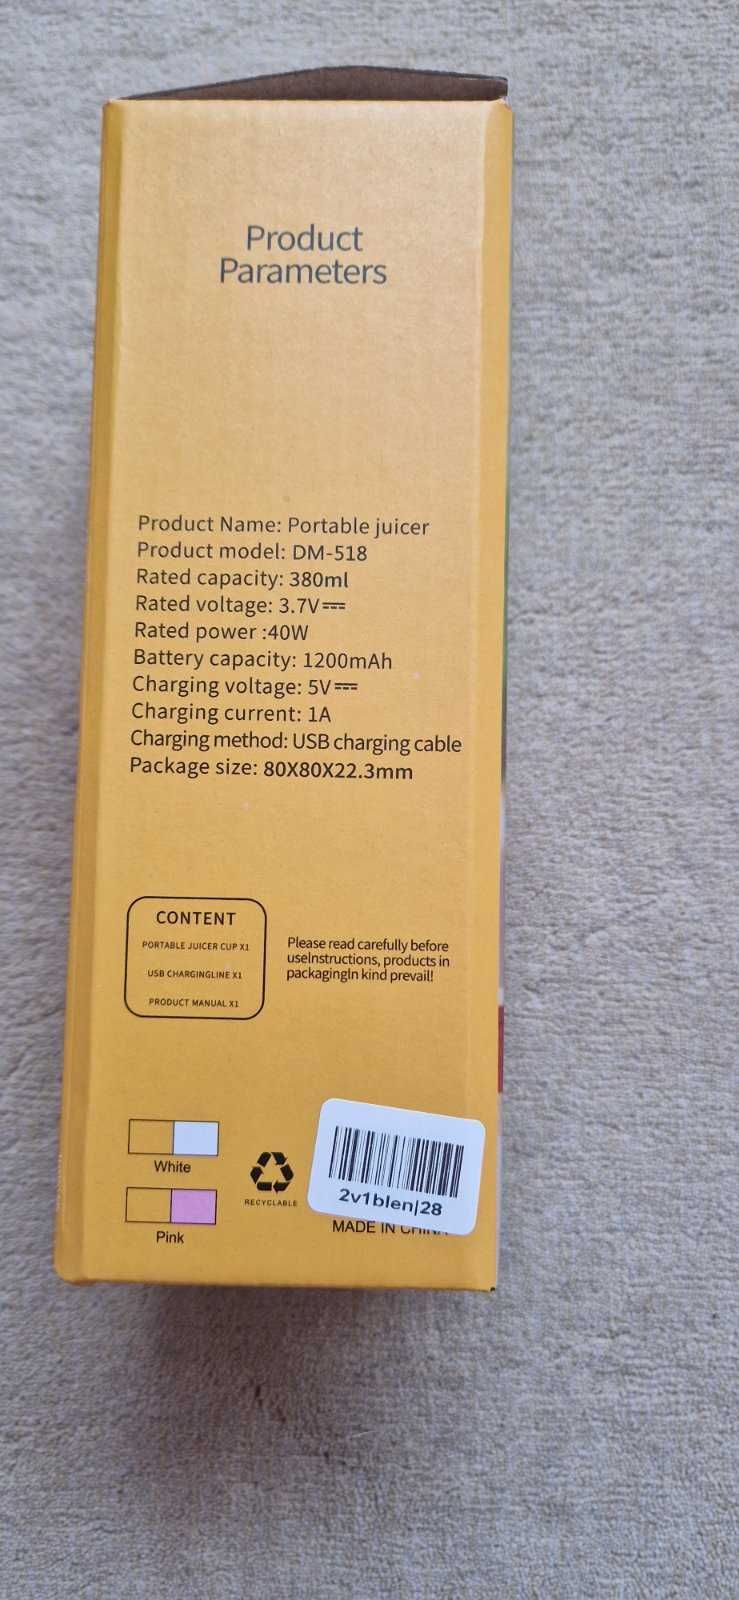 Product
Parameters
Product Name: Portable juicer
Product model: DM-518
Rated capacity: 380ml
Rated voltage: 3.7V⎓
Rated power :40W
Battery capacity: 1200mAh
Charging voltage: 5V⎓
Charging current: 1A
Charging method: USB charging cable
Package size: 80X80X22.3mm
CONTENT
PORTABLE JUICER CUP X1
USB CHARGINGLINE X1
PRODUCT MANUAL X1
Please read carefully before
useInstructions, products in
packagingIn kind prevail!
White
Pink
RECYCLABLE
2v1blen|28
MADE IN CHINA